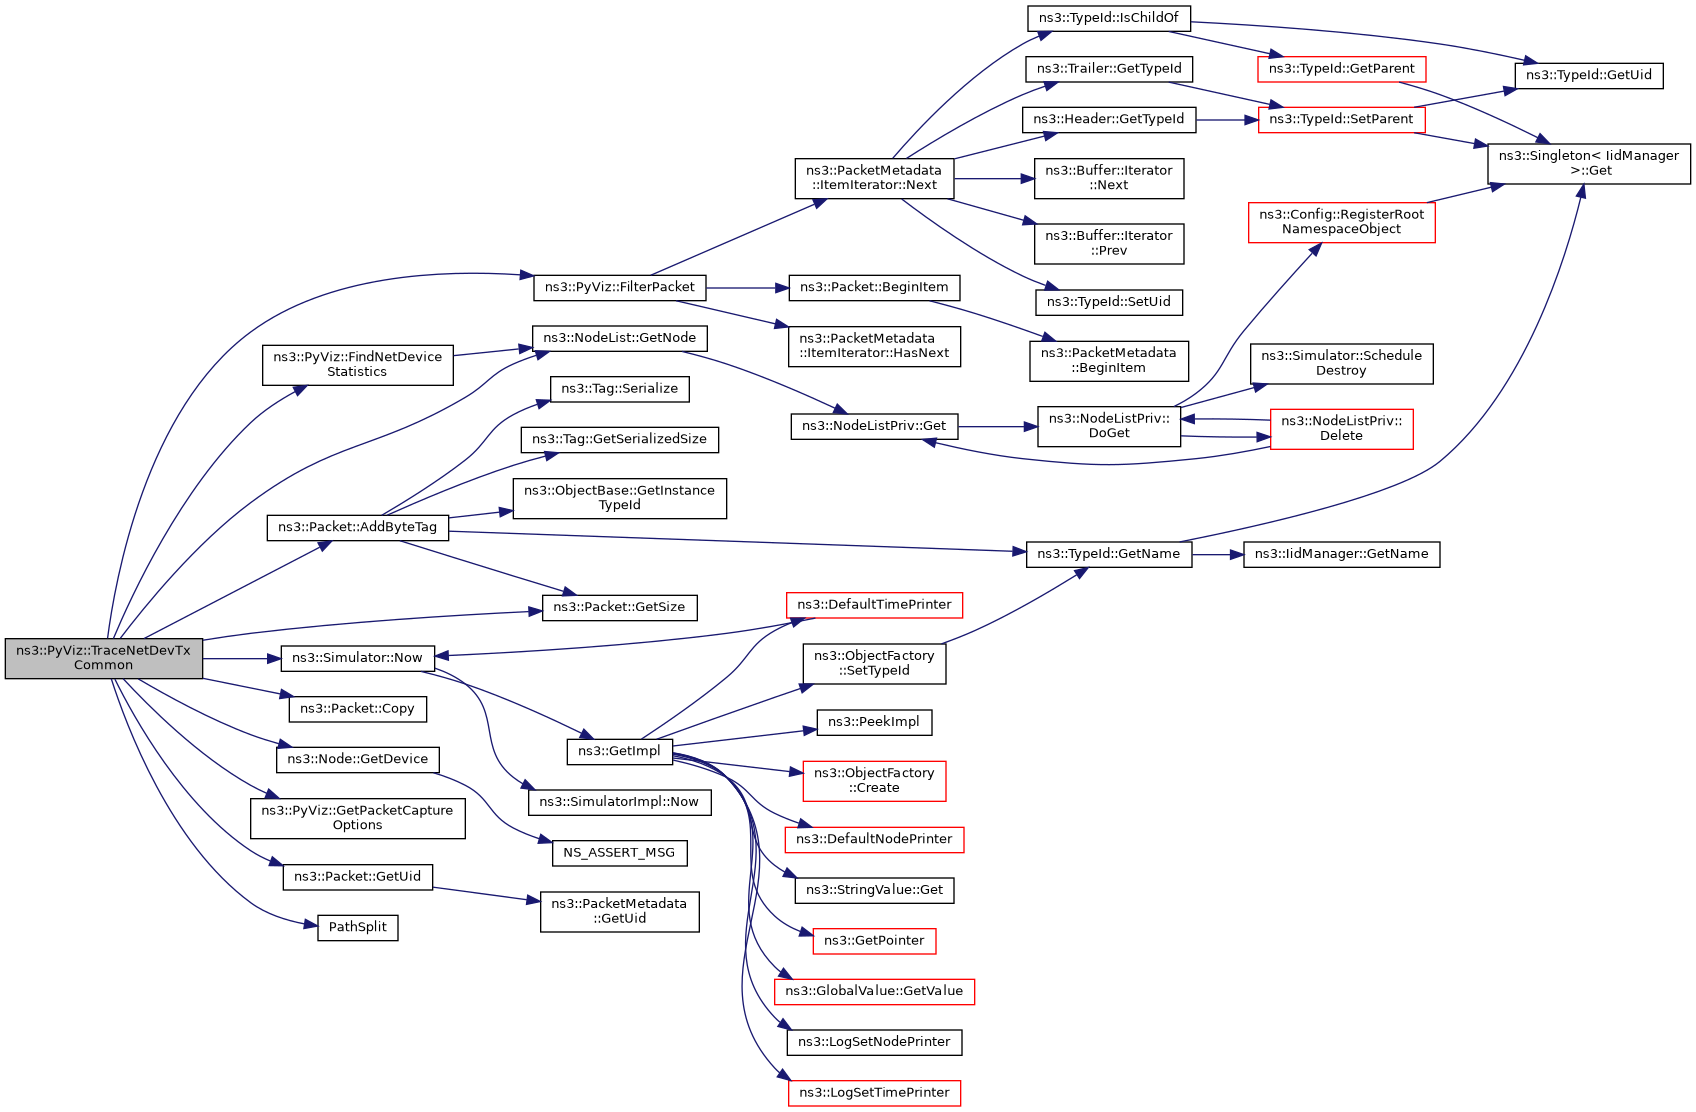 ns3::PyViz::TraceNetDevTx
Common
ns3::PyViz::FilterPacket
ns3::PyViz::FindNetDevice
Statistics
ns3::NodeList::GetNode
ns3::Tag::Serialize
ns3::Tag::GetSerializedSize
ns3::ObjectBase::GetInstance
TypeId
ns3::Packet::AddByteTag
ns3::Packet::GetSize
ns3::Simulator::Now
ns3::Packet::Copy
ns3::Node::GetDevice
ns3::PyViz::GetPacketCapture
Options
ns3::Packet::GetUid
PathSplit
ns3::GetImpl
ns3::SimulatorImpl::Now
NS_ASSERT_MSG
ns3::PacketMetadata
::GetUid
ns3::PacketMetadata
::ItemIterator::Next
ns3::Packet::BeginItem
ns3::PacketMetadata
::ItemIterator::HasNext
ns3::NodeListPriv::Get
ns3::DefaultTimePrinter
ns3::ObjectFactory
::SetTypeId
ns3::PeekImpl
ns3::ObjectFactory
::Create
ns3::DefaultNodePrinter
ns3::StringValue::Get
ns3::GetPointer
ns3::GlobalValue::GetValue
ns3::LogSetNodePrinter
ns3::LogSetTimePrinter
ns3::TypeId::IsChildOf
ns3::Trailer::GetTypeId
ns3::Header::GetTypeId
ns3::Buffer::Iterator
::Next
ns3::Buffer::Iterator
::Prev
ns3::TypeId::SetUid
ns3::PacketMetadata
::BeginItem
ns3::NodeListPriv::
DoGet
ns3::TypeId::GetName
ns3::TypeId::GetParent
ns3::TypeId::SetParent
ns3::Config::RegisterRoot
NamespaceObject
ns3::Simulator::Schedule
Destroy
ns3::NodeListPriv::
Delete
ns3::IidManager::GetName
ns3::TypeId::GetUid
ns3::Singleton< IidManager
>::Get